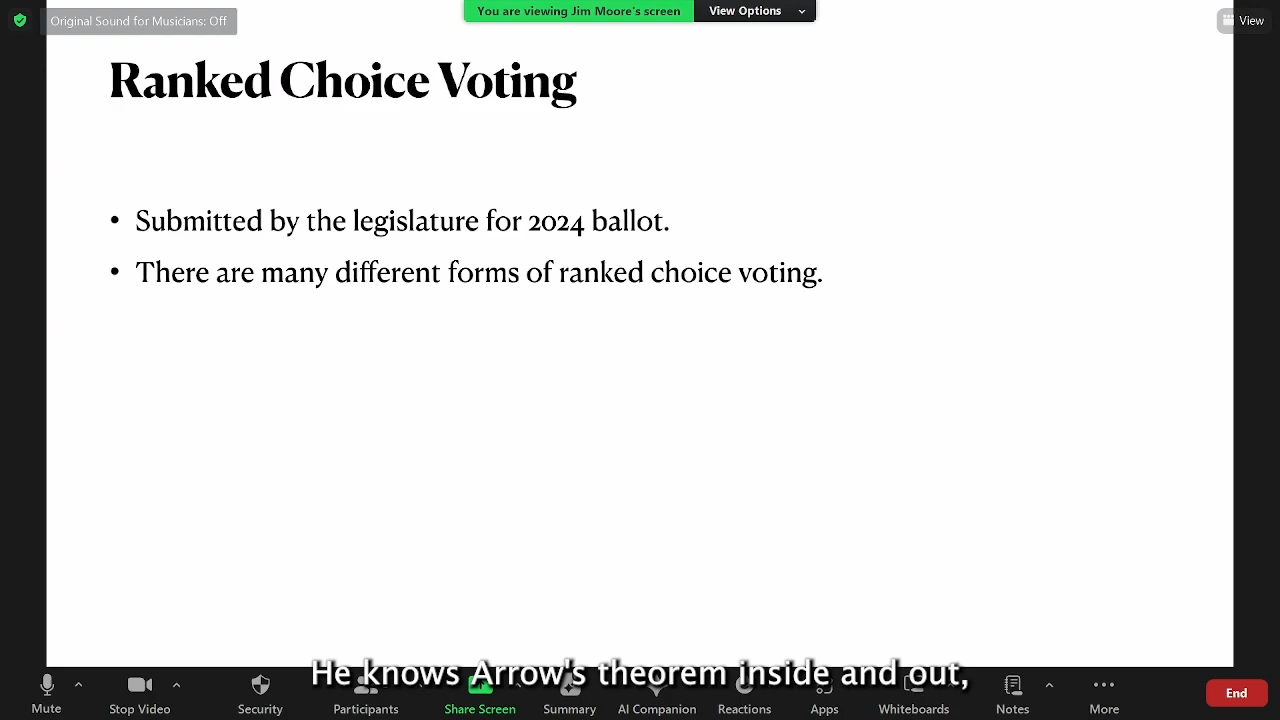 Original Sound for Musicians: Off
You are viewing Jim Moore's screen
View Options
View
Ranked Choice Voting
• Submitted by the legislature for 2024 ballot.
• There are many different forms of ranked choice voting.
He knows Arrow's theorem inside and out,
Mute
Stop Video
Security
Participants
Share Screen
Summary
AI Companion
Reactions
Apps
Whiteboards
Notes
More
End